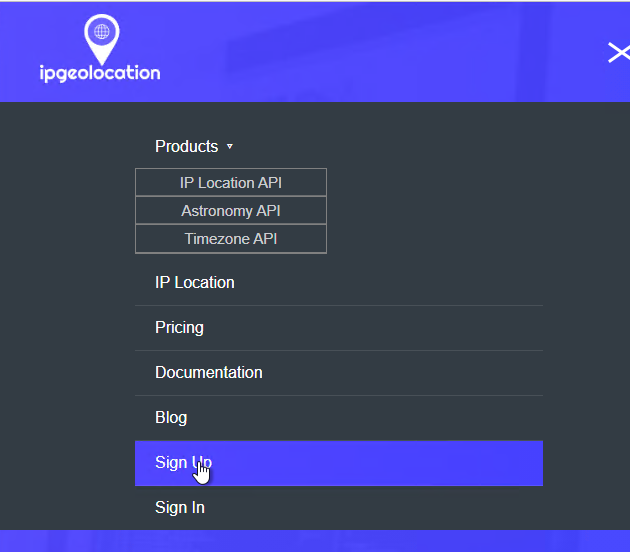 ipgeolocation
Products
IP Location API
Astronomy API
Timezone API
IP Location
Pricing
Documentation
Blog
Sign Up
Sign In